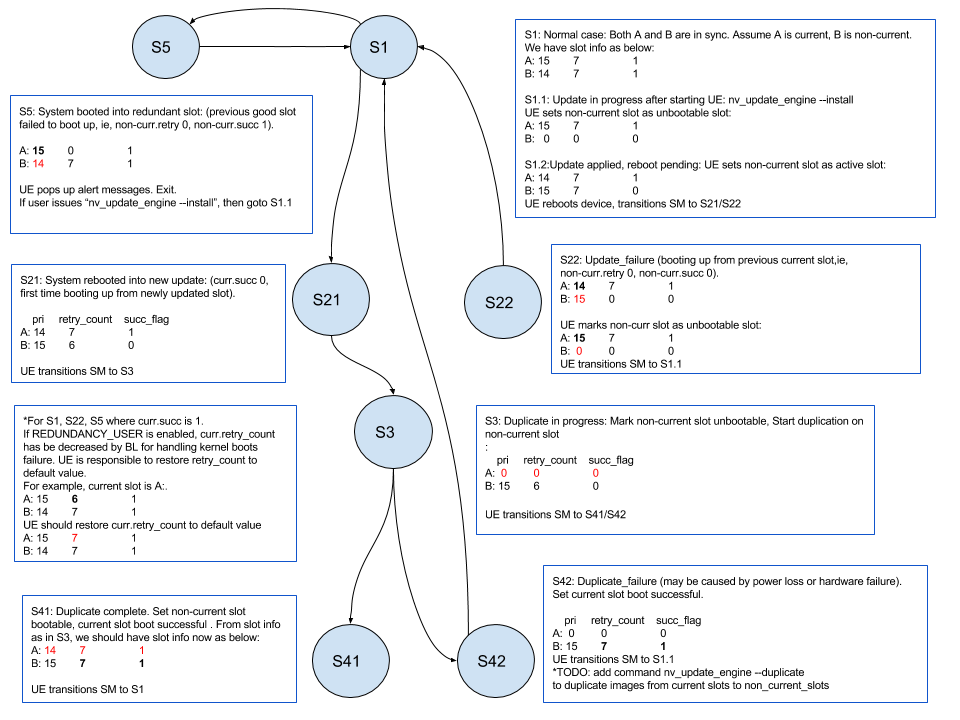 S5
S1
S1: Normal case: Both A and B are in sync. Assume A is current, B is non-current.
We have slot info as below:
A: 15 7 1
B: 14 7 1
S1.1: Update in progress after starting UE: nv_update_engine --install
UE sets non-current slot as unbootable slot:
A: 15 7 1
B: 0 0 0
S1.2:Update applied, reboot pending: UE sets non-current slot as active slot:
A: 14 7 1
B: 15 7 0
UE reboots device, transitions SM to S21/S22
S5: System booted into redundant slot: (previous good slot
failed to boot up, ie, non-curr.retry 0, non-curr.succ 1).
A: 15 0 1
B: 14 7 1
UE pops up alert messages. Exit.
If user issues “nv_update_engine --install”, then goto S1.1
S21: System rebooted into new update: (curr.succ 0,
first time booting up from newly updated slot).
pri retry_count succ_flag
A: 14 7 1
B: 15 6 0
UE transitions SM to S3
S21
S22
S22: Update_failure (booting up from previous current slot,ie,
non-curr.retry 0, non-curr.succ 0).
A: 14 7 1
B: 15 0 0
UE marks non-curr slot as unbootable slot:
A: 15 7 1
B: 0 0 0
UE transitions SM to S1.1
*For S1, S22, S5 where curr.succ is 1.
If REDUNDANCY_USER is enabled, curr.retry_count
has be decreased by BL for handling kernel boots
failure. UE is responsible to restore retry_count to
default value.
For example, current slot is A:.
A: 15 6 1
B: 14 7 1
UE should restore curr.retry_count to default value
A: 15 7 1
B: 14 7 1
S3
S3: Duplicate in progress: Mark non-current slot unbootable, Start duplication on
non-current slot
:
pri retry_count succ_flag
A: 0 0 0
B: 15 6 0
UE transitions SM to S41/S42
S41: Duplicate complete. Set non-current slot
bootable, current slot boot successful . From slot info
as in S3, we should have slot info now as below:
A: 14 7 1
B: 15 7 1
UE transitions SM to S1
S41
S42
S42: Duplicate_failure (may be caused by power loss or hardware failure).
Set current slot boot successful.
pri retry_count succ_flag
A: 0 0 0
B: 15 7 1
UE transitions SM to S1.1
*TODO: add command nv_update_engine --duplicate
to duplicate images from current slots to non_current_slots